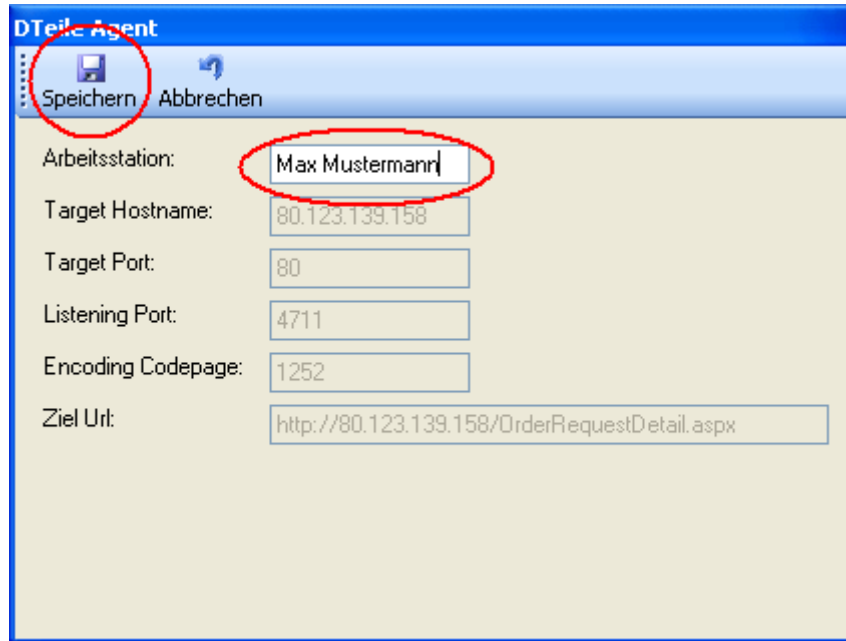 DTeile Agent
Speichern Abbrechen
Arbeitsstation: Max Mustermann
Target Hostname: 80.123.139.158
Target Port: 80
Listening Port: 4711
Encoding Codepage: 1252
Ziel Url: http://80.123.139.158/OrderRequestDetail.aspx